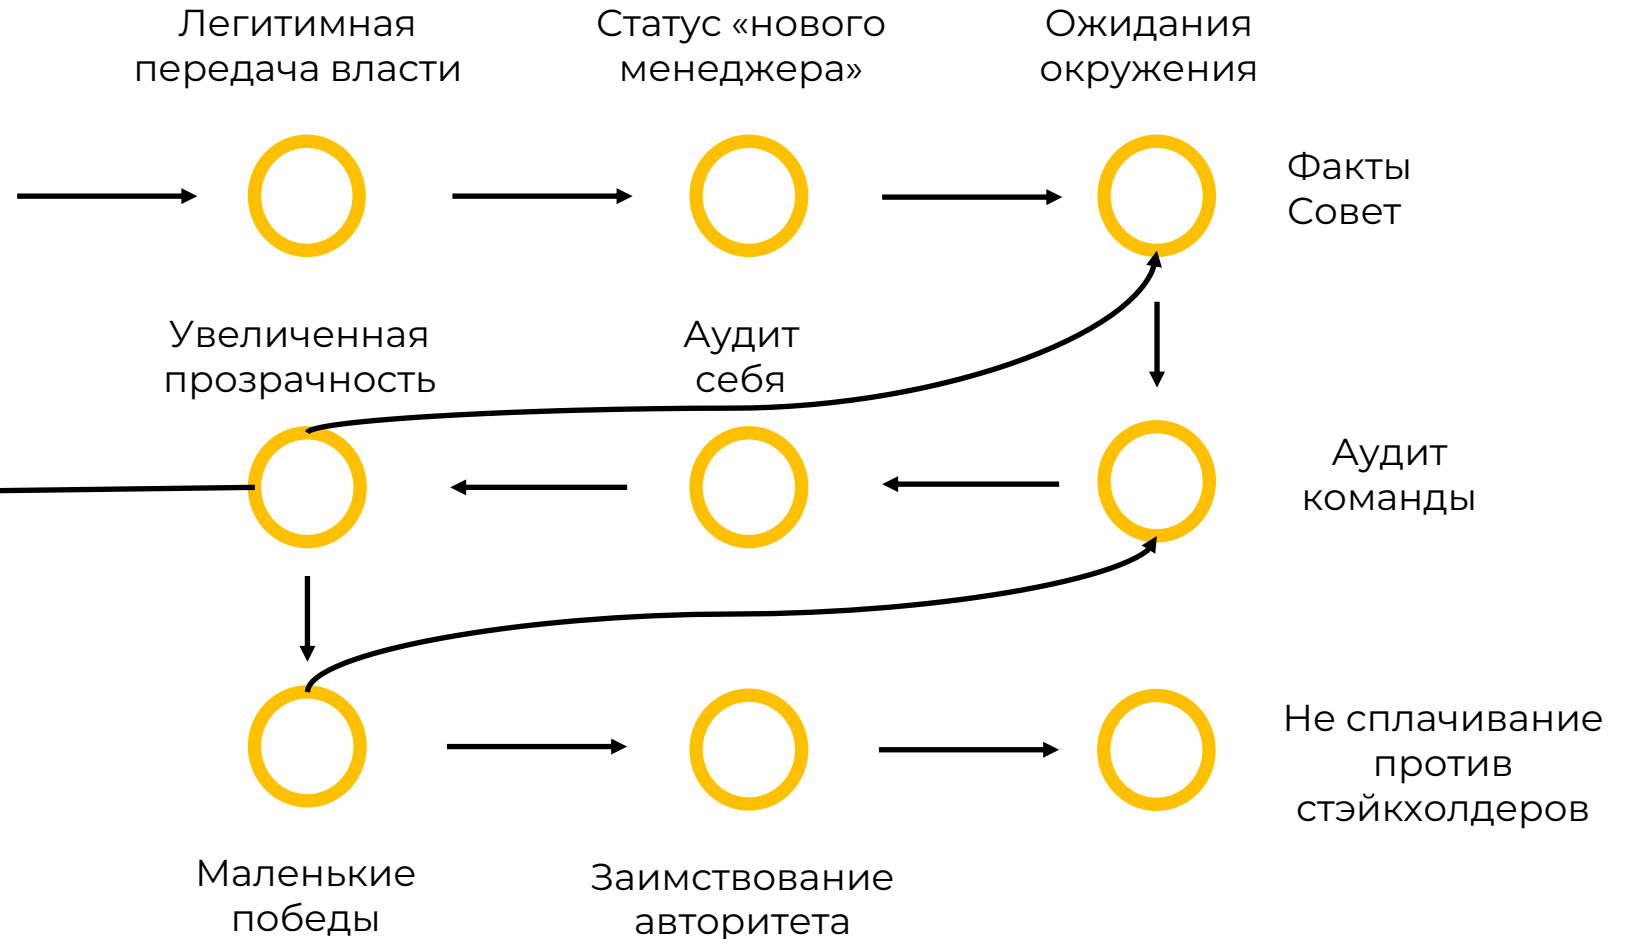 Легитимная
передача власти
Статус «нового
менеджера»
Ожидания
окружения
Факты
Совет
Увеличенная
прозрачность
Аудит
себя
Аудит
команды
Не сплачивание
против
стэйкхолдеров
Маленькие
победы
Заимствование
авторитета